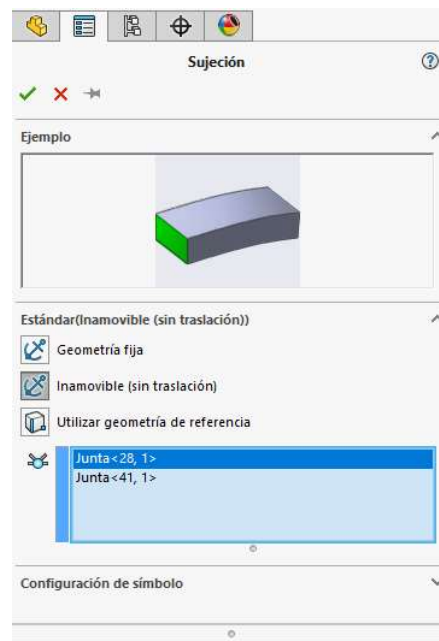 Sujeción
Ejemplo
Estándar(Inamovible (sin traslación))
Geometría fija
Inamovible (sin traslación)
Utilizar geometría de referencia
Junta<28, 1>
Junta<41, 1>
Configuración de símbolo